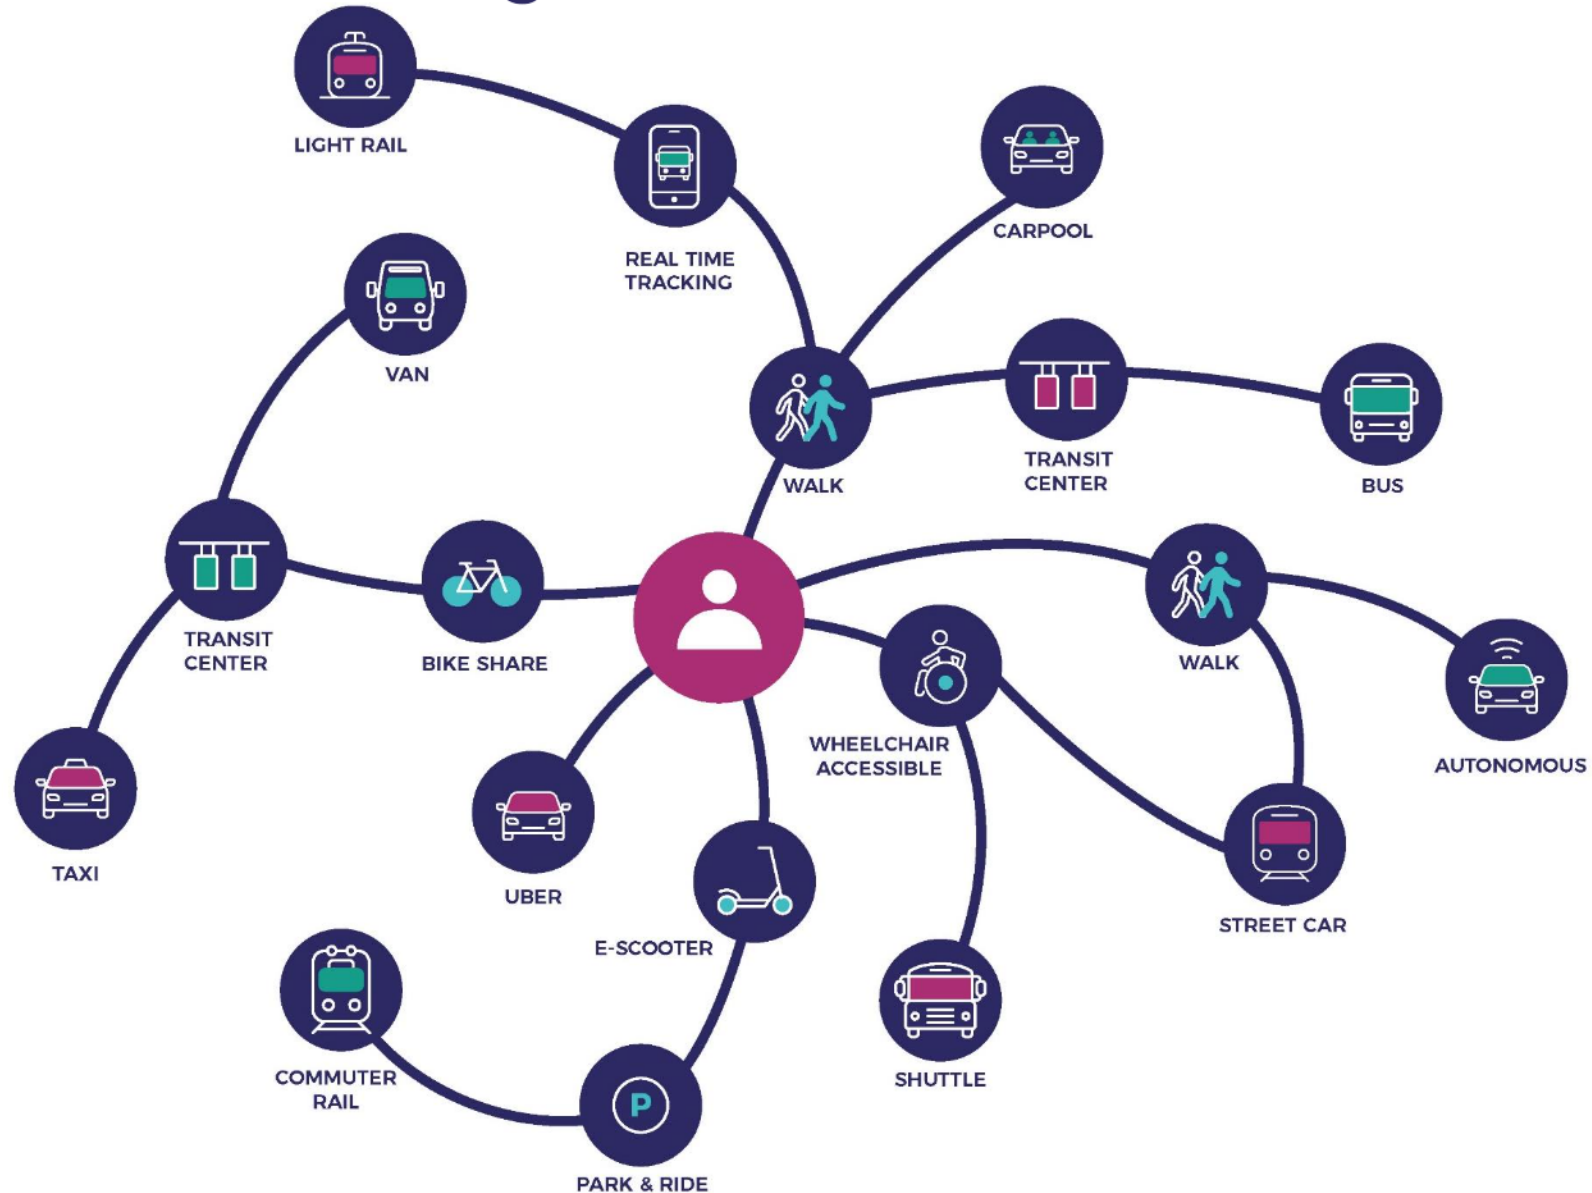 LIGHT RAIL
REAL TIME
TRACKING
CARPOOL
VAN
WALK
TRANSIT
CENTER
BUS
TRANSIT
CENTER
BIKE SHARE
WALK
WHEELCHAIR
ACCESSIBLE
AUTONOMOUS
TAXI
UBER
E-SCOOTER
STREET CAR
COMMUTER
RAIL
P
SHUTTLE
PARK & RIDE